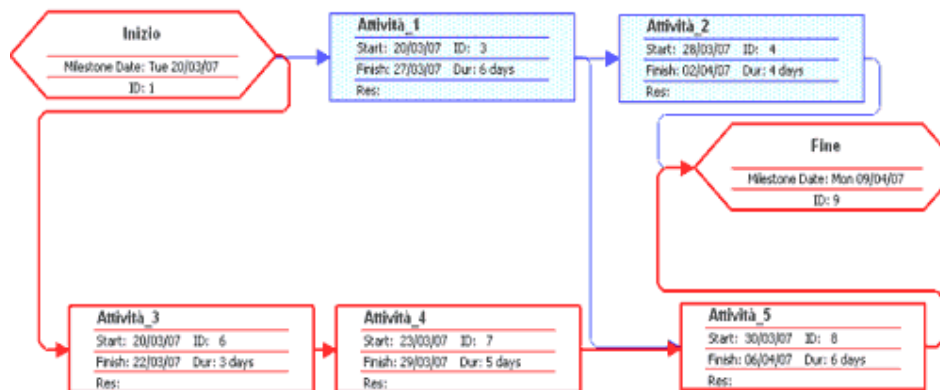 Inizio
Milestone Date: Tue 20/03/07
ID: 1
Attività_1
Start: 20/03/07 ID: 3
Finish: 27/03/07 Dur: 6 days
Res:
Attività_2
Start: 28/03/07 ID: 4
Finish: 02/04/07 Dur: 4 days
Res:
Fine
Milestone Date: Mon 09/04/07
ID: 9
Attività_3
Start: 20/03/07 ID: 6
Finish: 22/03/07 Dur: 3 days
Res:
Attività_4
Start: 23/03/07 ID: 7
Finish: 29/03/07 Dur: 5 days
Res:
Attività_5
Start: 30/03/07 ID: 8
Finish: 06/04/07 Dur: 6 days
Res: